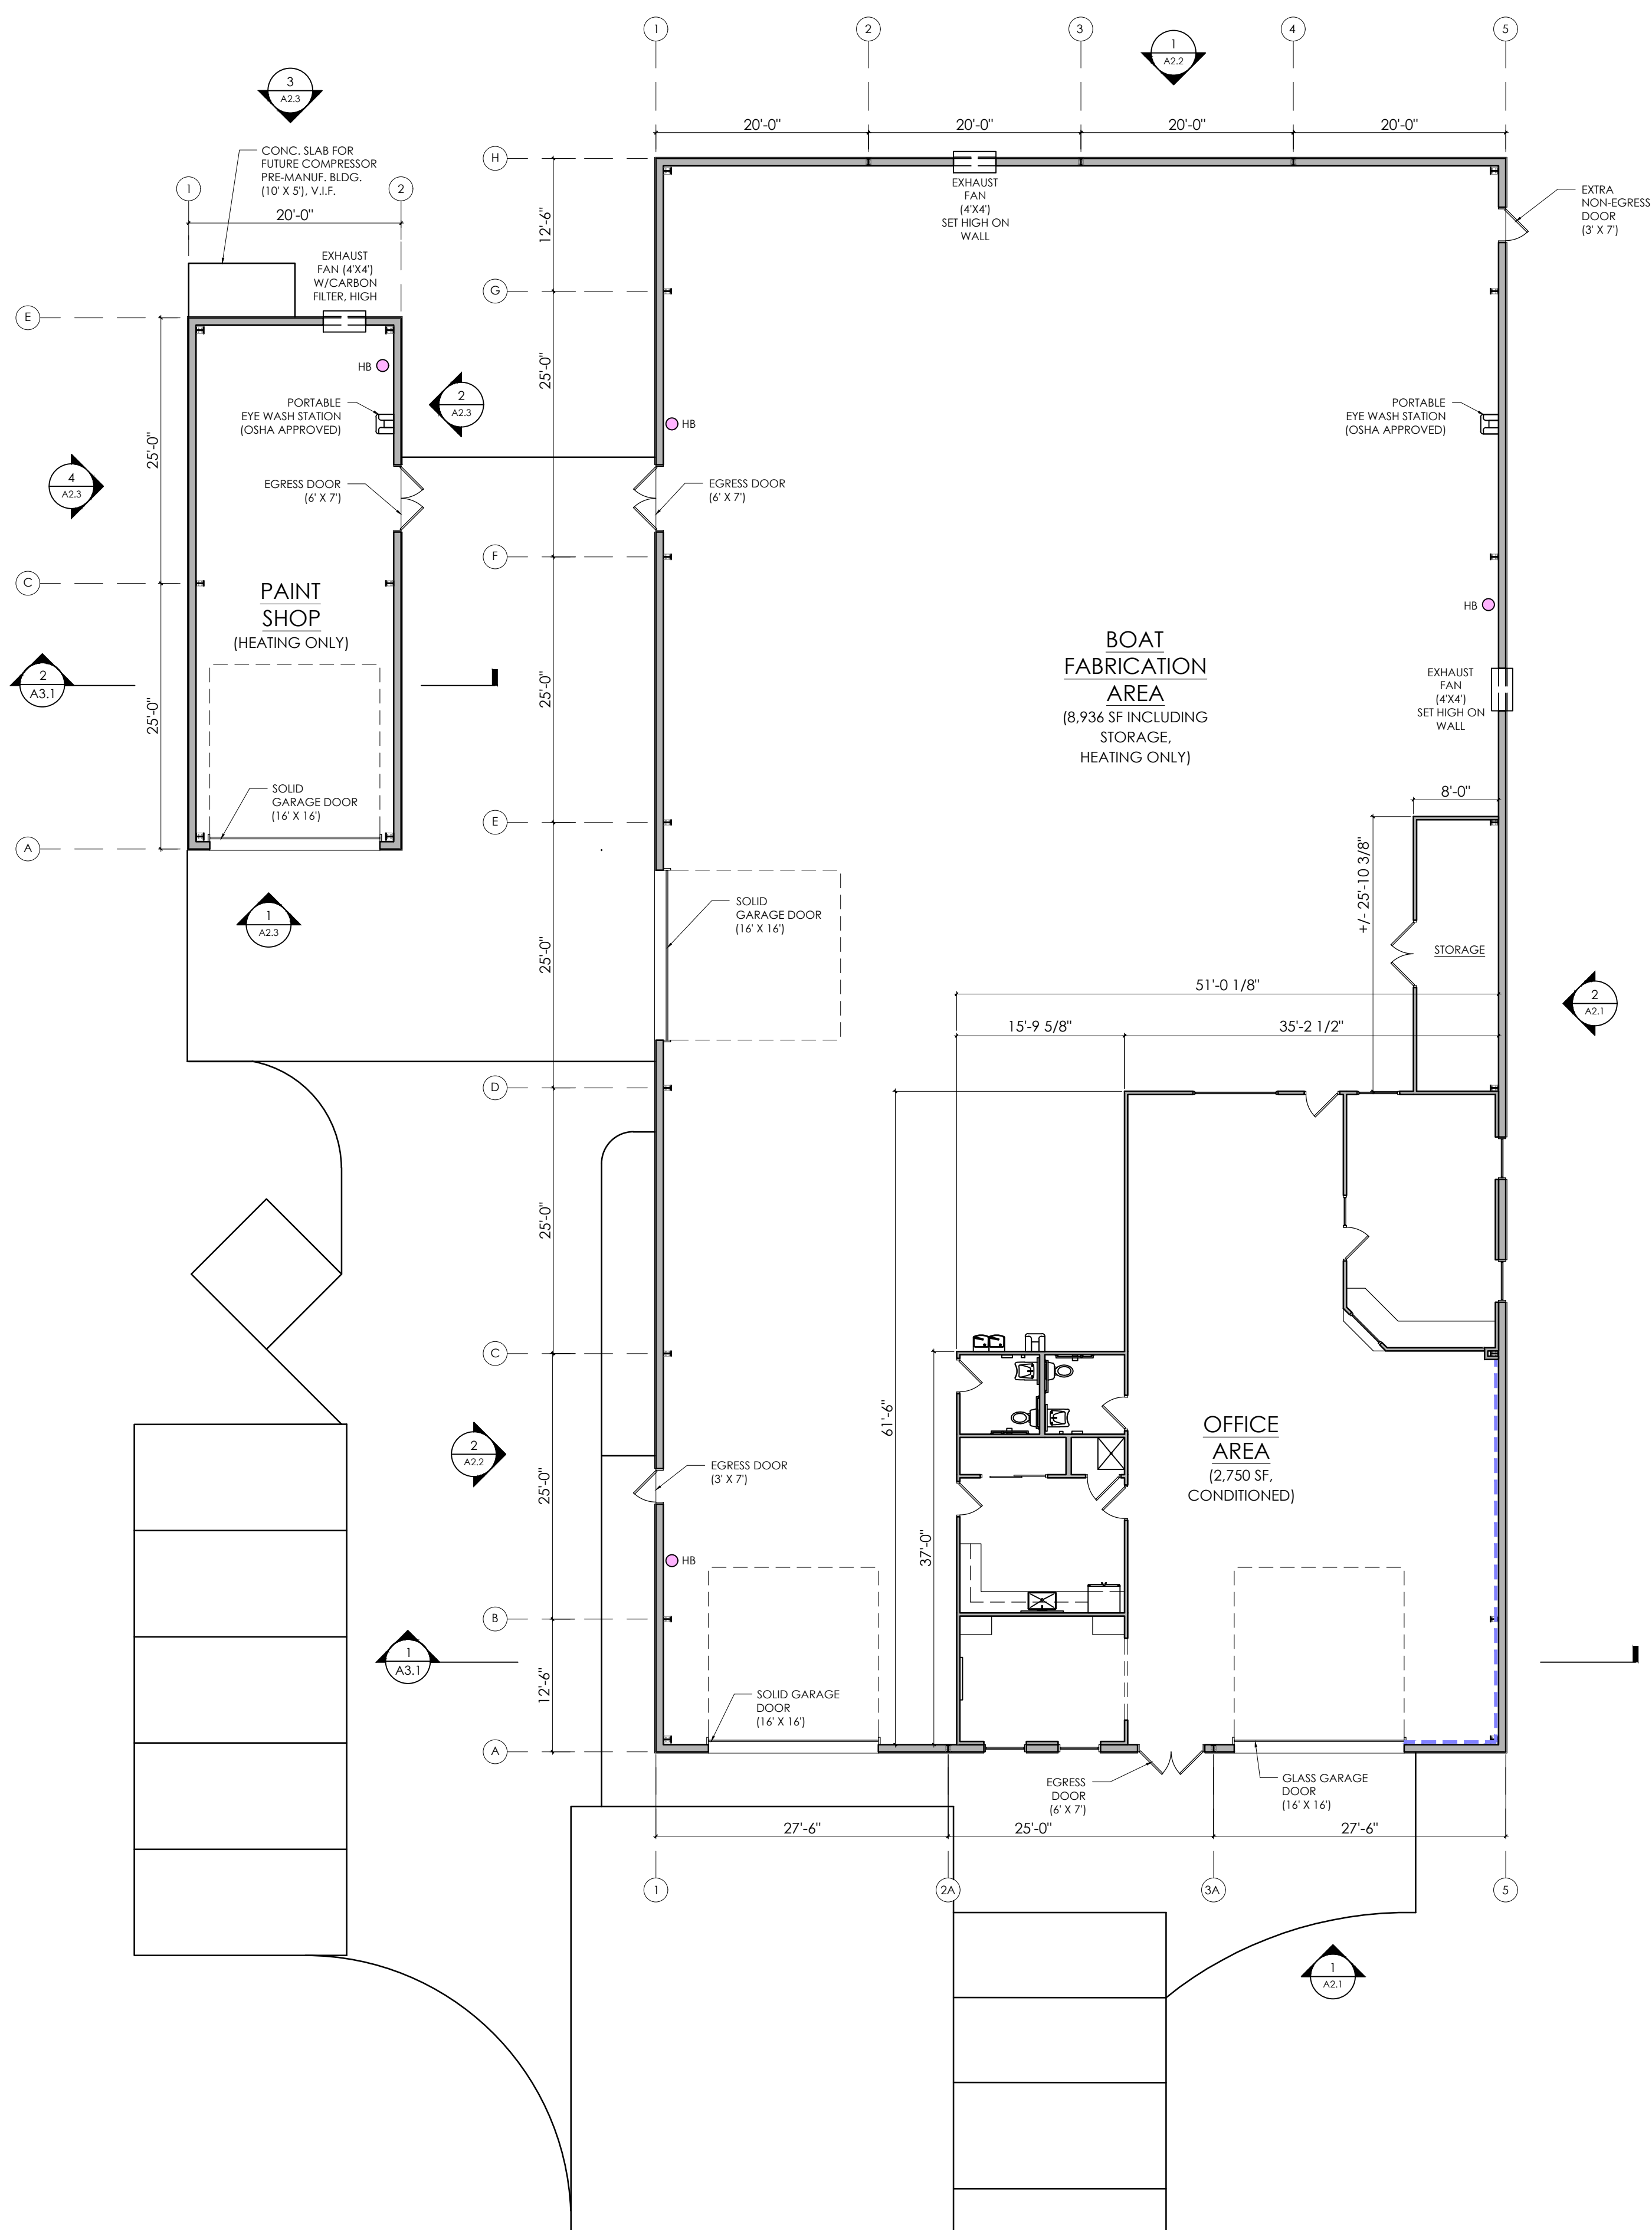 1
2
3
4
5
1
A2.2
3
A2.3
20'-0"
20'-0"
20'-0"
20'-0"
CONC. SLAB FOR
FUTURE COMPRESSOR
PRE-MANUF. BLDG.
(10' X 5'), V.I.F.
H
1
2
20'-0"
12'-6"
EXHAUST
FAN
(4'X4')
SET HIGH ON
WALL
EXTRA
NON-EGRESS
DOOR
(3' X 7')
EXHAUST
FAN (4'X4')
W/CARBON
FILTER, HIGH
G
E
HB
25'-0"
2
A2.3
PORTABLE
EYE WASH STATION
(OSHA APPROVED)
HB
PORTABLE
EYE WASH STATION
(OSHA APPROVED)
25'-0"
4
A2.3
EGRESS DOOR
(6' X 7')
EGRESS DOOR
(6' X 7')
F
C
PAINT
SHOP
(HEATING ONLY)
HB
BOAT
FABRICATION
AREA
(8,936 SF INCLUDING
STORAGE,
HEATING ONLY)
2
A3.1
25'-0"
25'-0"
EXHAUST
FAN
(4'X4')
SET HIGH ON
WALL
SOLID
GARAGE DOOR
(16' X 16')
8'-0"
E
A
+/- 25'-10 3/8"
1
A2.3
SOLID
GARAGE DOOR
(16' X 16')
25'-0"
STORAGE
51'-0 1/8"
2
A2.1
15'-9 5/8"
35'-2 1/2"
D
25'-0"
C
61'-6"
OFFICE
AREA
(2,750 SF,
CONDITIONED)
2
A2.2
25'-0"
EGRESS DOOR
(3' X 7')
37'-0"
HB
B
1
A3.1
12'-6"
SOLID GARAGE
DOOR
(16' X 16')
A
EGRESS
DOOR
(6' X 7')
GLASS GARAGE
DOOR
(16' X 16')
27'-6"
25'-0"
27'-6"
1
2A
3A
5
1
A2.1